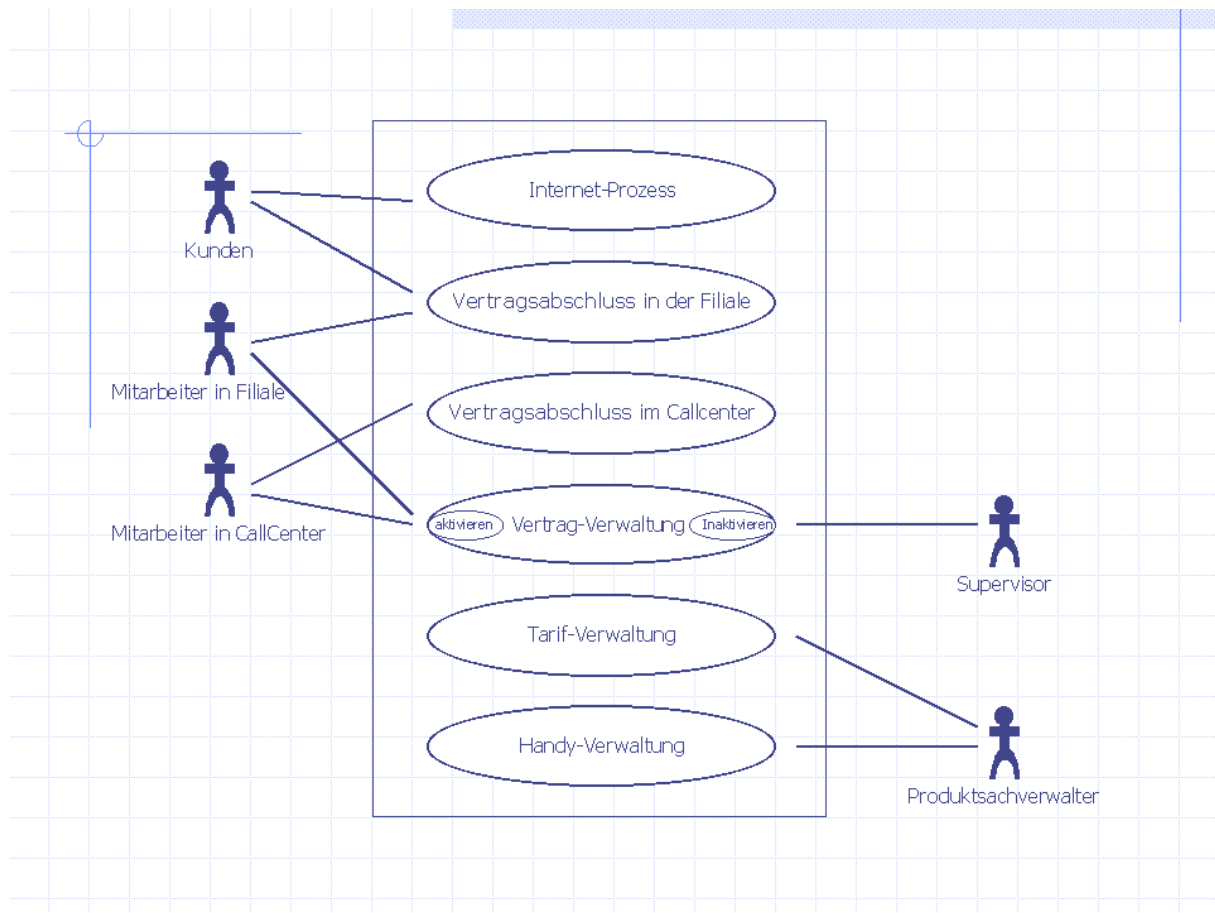 Internet-Prozess
Kunden
Vertragsabschluss in der Filiale
Mitarbeiter in Filiale
Vertragsabschluss im Callcenter
Mitarbeiter in CallCenter
aktivieren Vertrag-Verwaltung Inaktivieren
Supervisor
Tarif-Verwaltung
Handy-Verwaltung
Produktsachverwalter